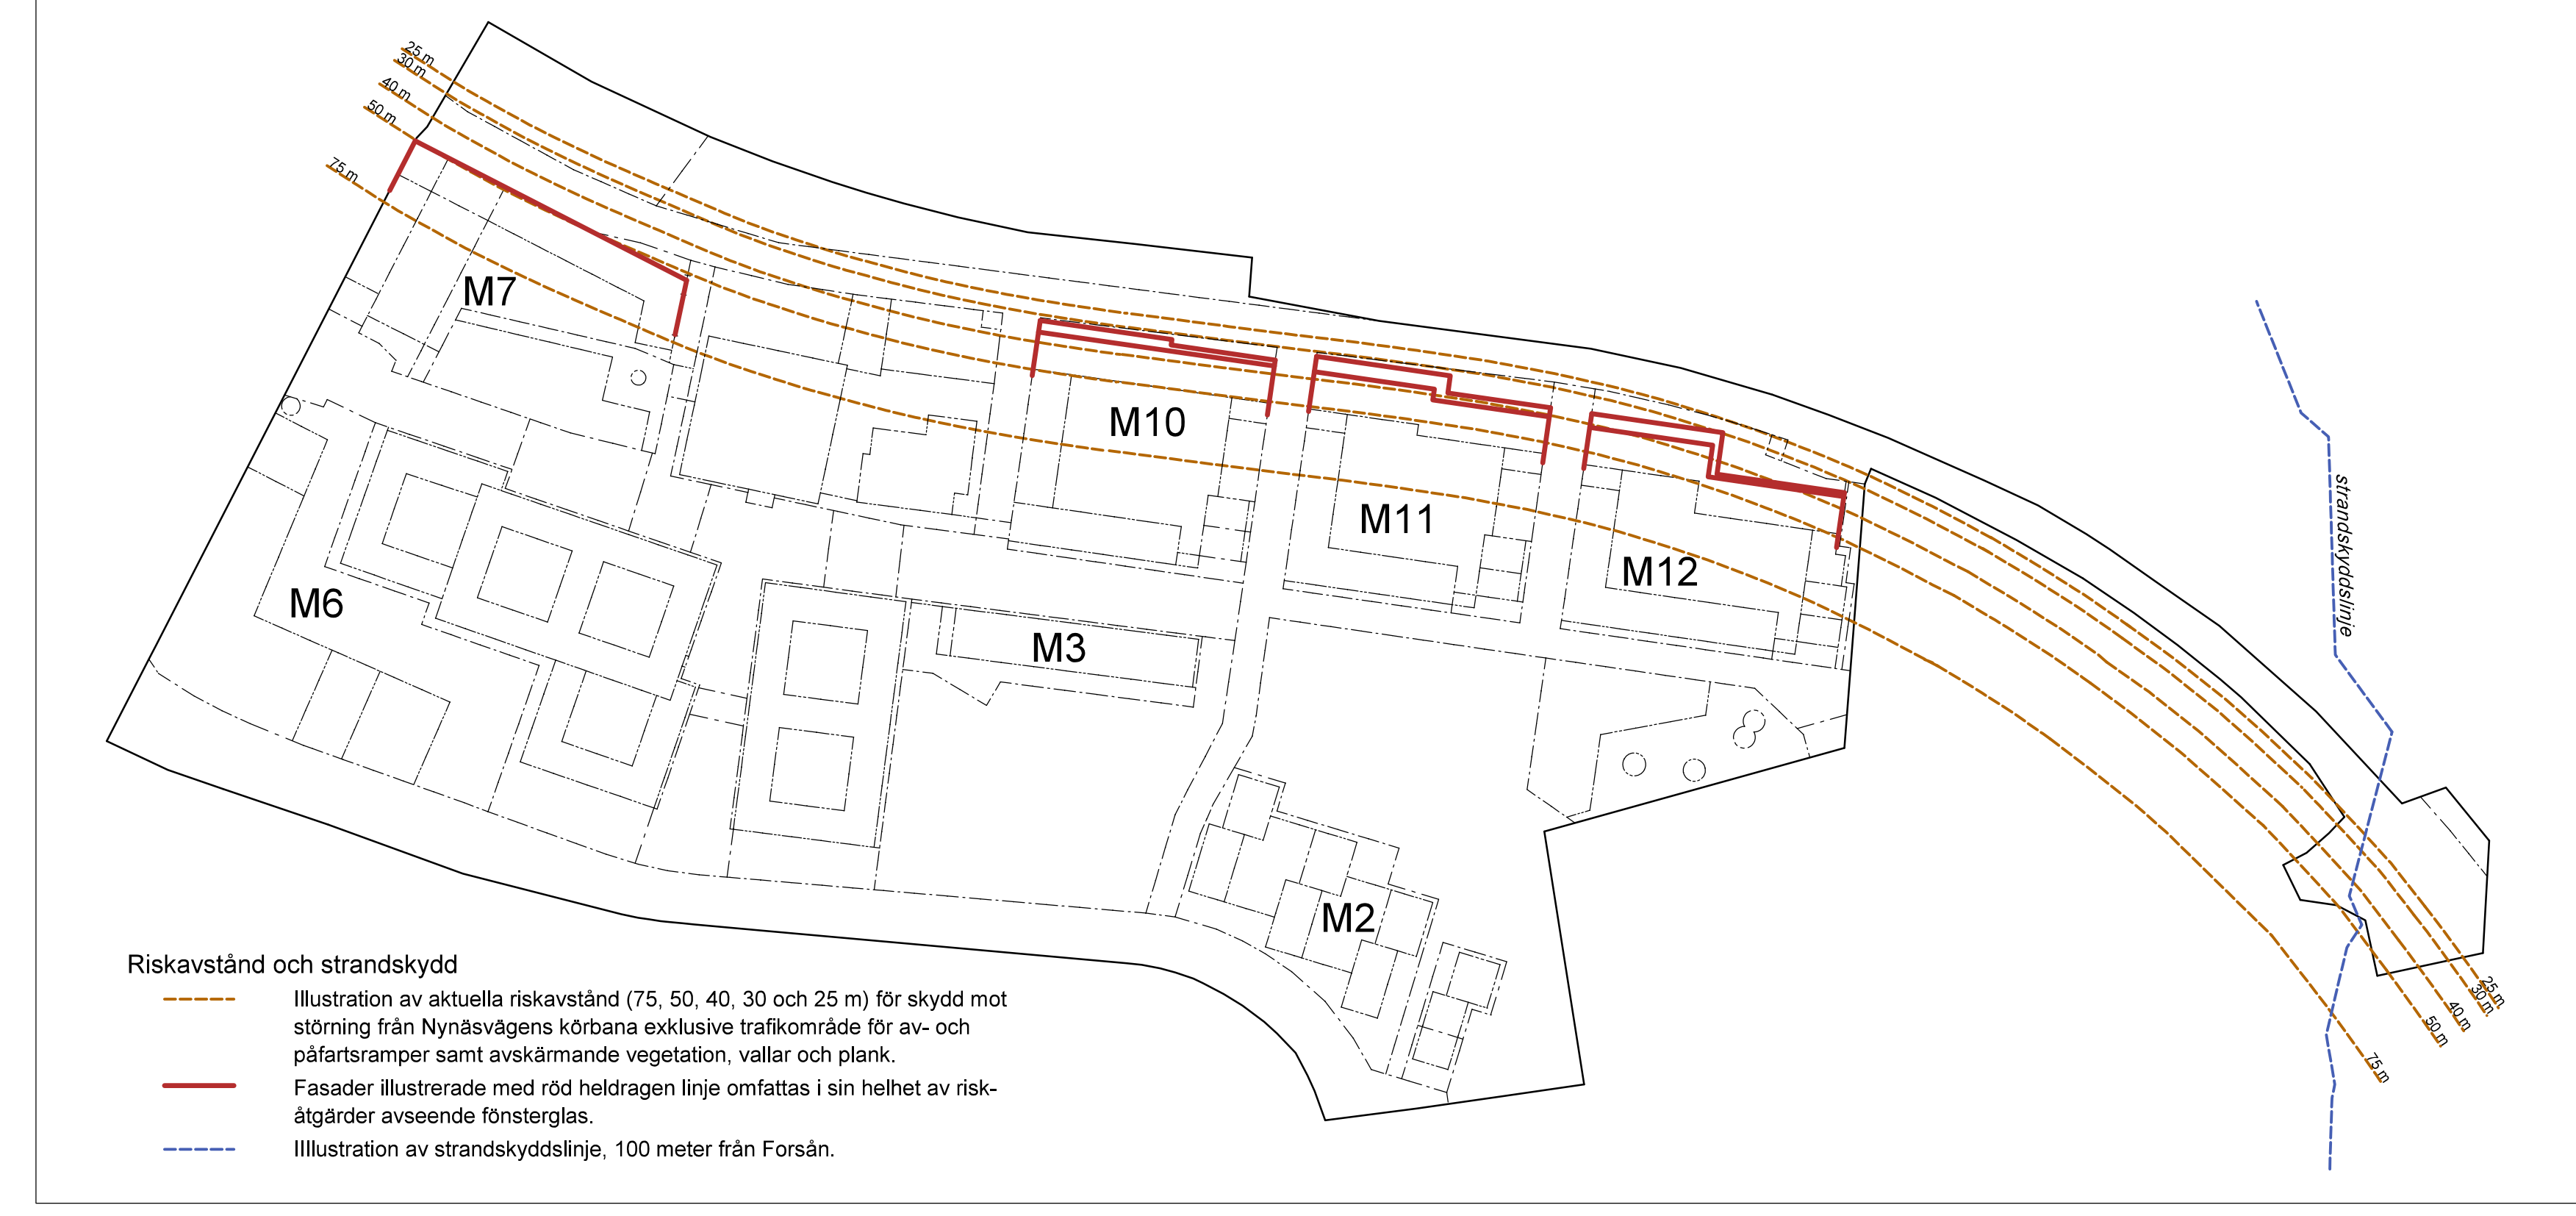 25 m
30 m
40 m
50 m
75 m
M7
M10
M11
M12
M6
M3
M2
strandskyddslinje
25 m
30 m
40 m
50 m
75 m
Riskavstånd och strandskydd
Illustration av aktuella riskavstånd (75, 50, 40, 30 och 25 m) för skydd mot
störning från Nynäsvägens körbana exklusive trafikområde för av- och
påfartsramper samt avskärmande vegetation, vallar och plank.
Fasader illustrerade med röd heldragen linje omfattas i sin helhet av risk-
åtgärder avseende fönsterglas.
IIllustration av strandskyddslinje, 100 meter från Forsån.